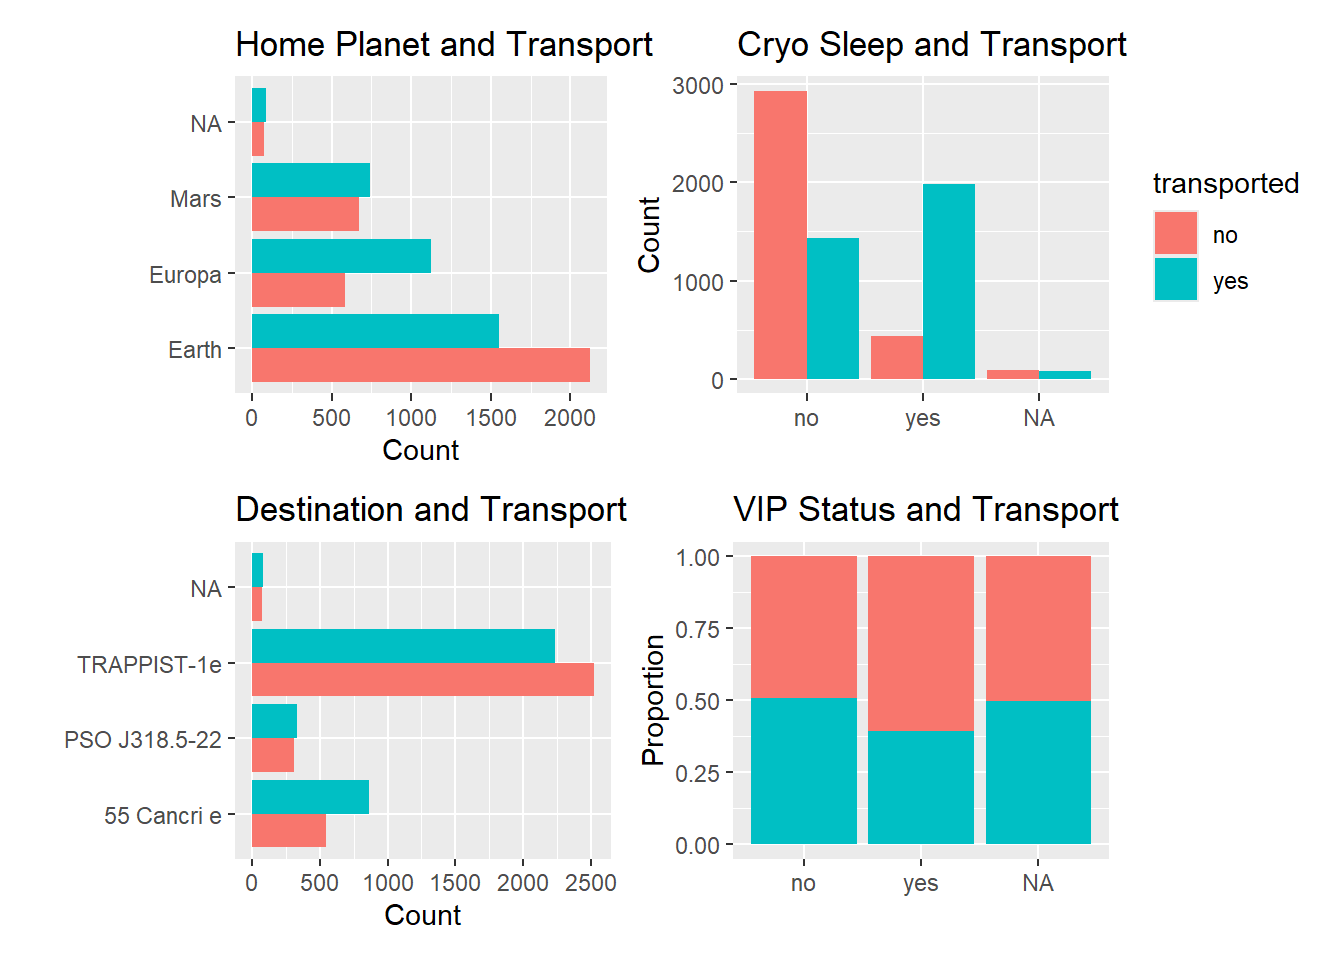 Home Planet and Transport
NA
Mars
Europa
Earth
0 500 1000 1500 2000
Count
Cryo Sleep and Transport
Count
3000
2000
1000
0
no yes NA
transported
no
yes
Destination and Transport
NA
TRAPPIST-1e
PSO J318.5-22
55 Cancri e
0 500 1000 1500 2000 2500
Count
VIP Status and Transport
Proportion
1.00
0.75
0.50
0.25
0.00
no yes NA